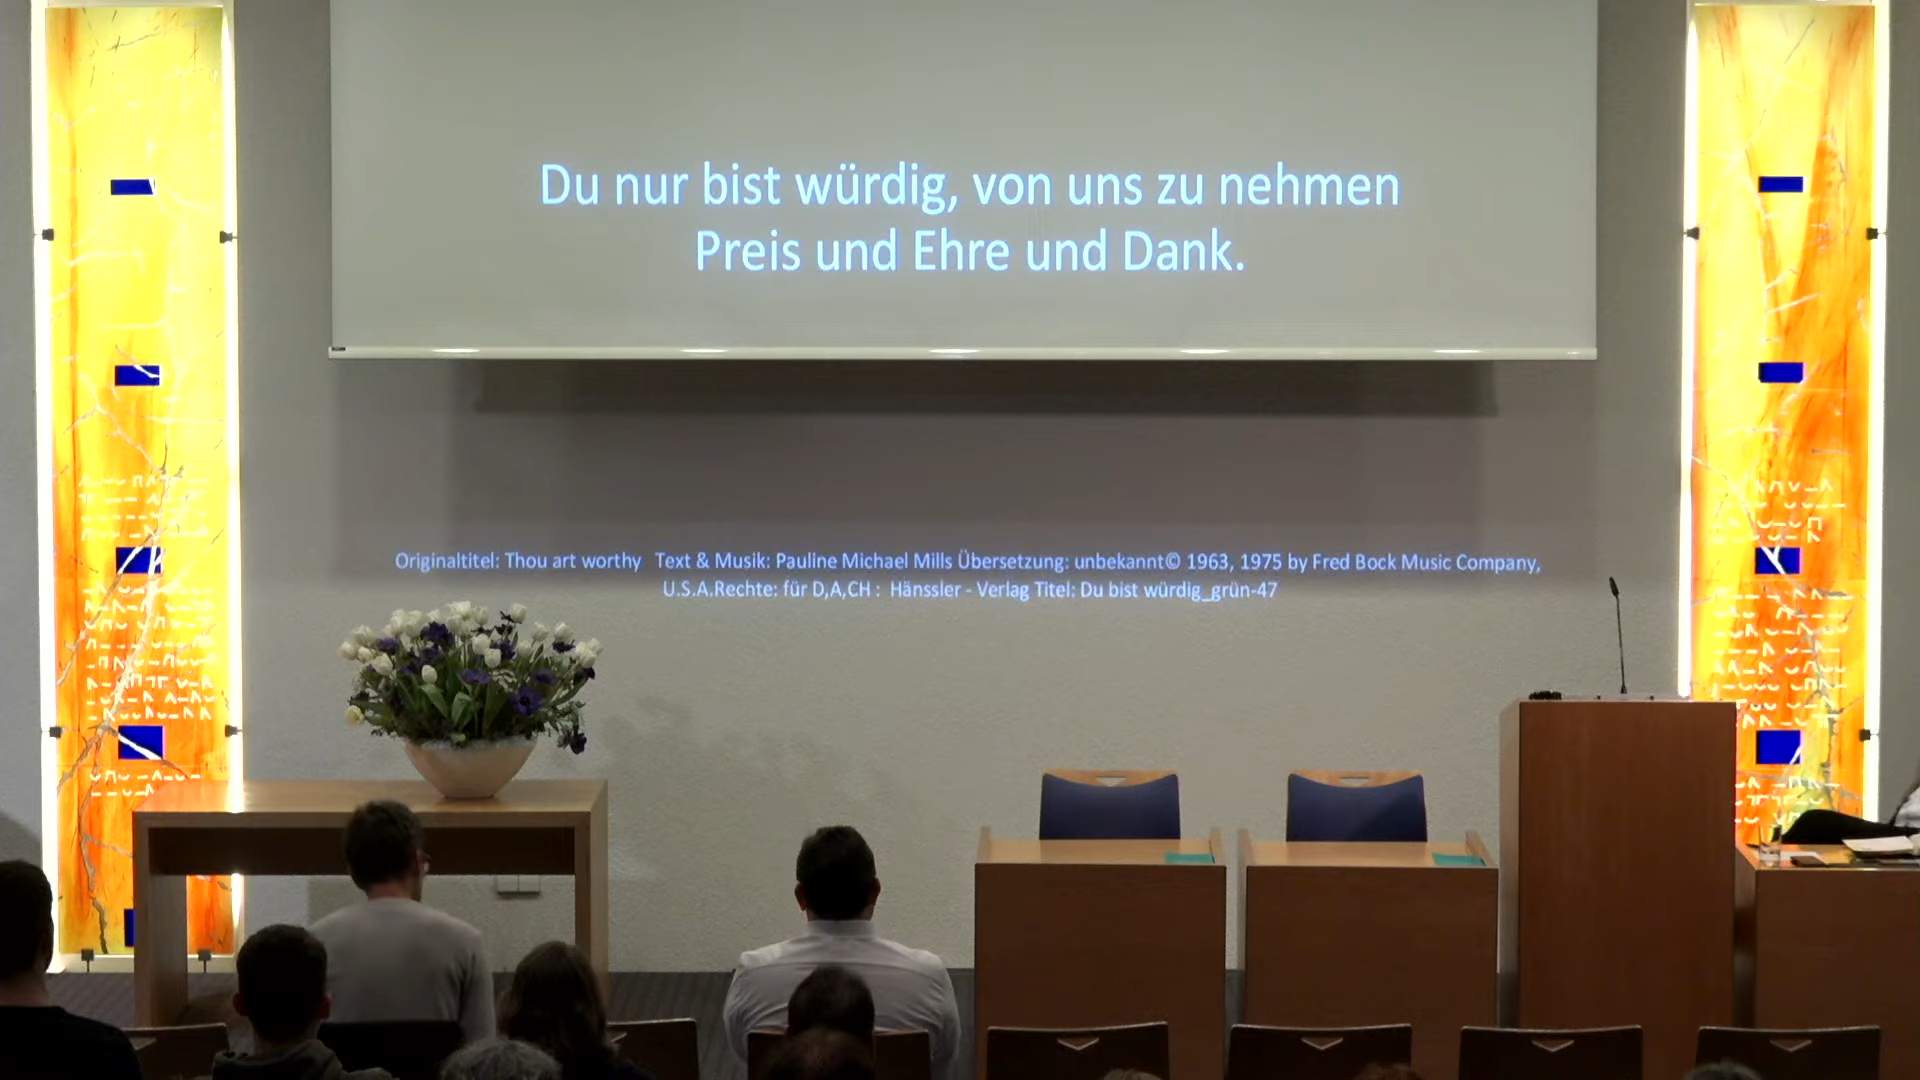 Du nur bist würdig, von uns zu nehmen
Preis und Ehre und Dank.
Originaltitel: Thou art worthy   Text & Musik: Pauline Michael Mills Übersetzung: unbekannt© 1963, 1975 by Fred Bock Music Company,
U.S.A.Rechte: für D,A,CH :  Hänssler - Verlag Titel: Du bist würdig_grün-47